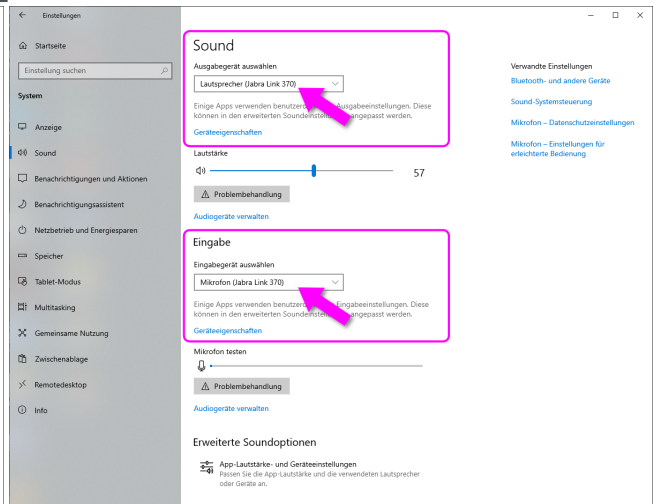 Einstellungen
Startseite
Einstellung suchen
System
Anzeige
Sound
Benachrichtigungen und Aktionen
Benachrichtigungsassistent
Netzbetrieb und Energiesparen
Speicher
Tablet-Modus
Multitasking
Gemeinsame Nutzung
Zwischenablage
Remotedesktop
Info
Sound
Ausgabegerät auswählen
Lautsprecher (Jabra Link 370)
Einige Apps verwenden Ausgabeeinstellungen. Diese
können in den erweiterten angepasst werden.
Geräteeigenschaften
Lautstärke
57
Problembehandlung
Audiogeräte verwalten
Eingabe
Eingabegerät auswählen
Mikrofon (Jabra Link 370)
Einige Apps verwenden Eingabeeinstellungen. Diese
können in den erweiterten angepasst werden.
Geräteeigenschaften
Mikrofon testen
Problembehandlung
Audiogeräte verwalten
Erweiterte Soundoptionen
App-Lautstärke- und Geräteeinstellungen
Passen Sie die App-Lautstärke und die verwendeten Lautsprecher
oder Geräte an.
Verwandte Einstellungen
Bluetooth- und andere Geräte
Sound-Systemsteuerung
Mikrofon – Datenschutzeinstellungen
Mikrofon – Einstellungen für
erleichterte Bedienung